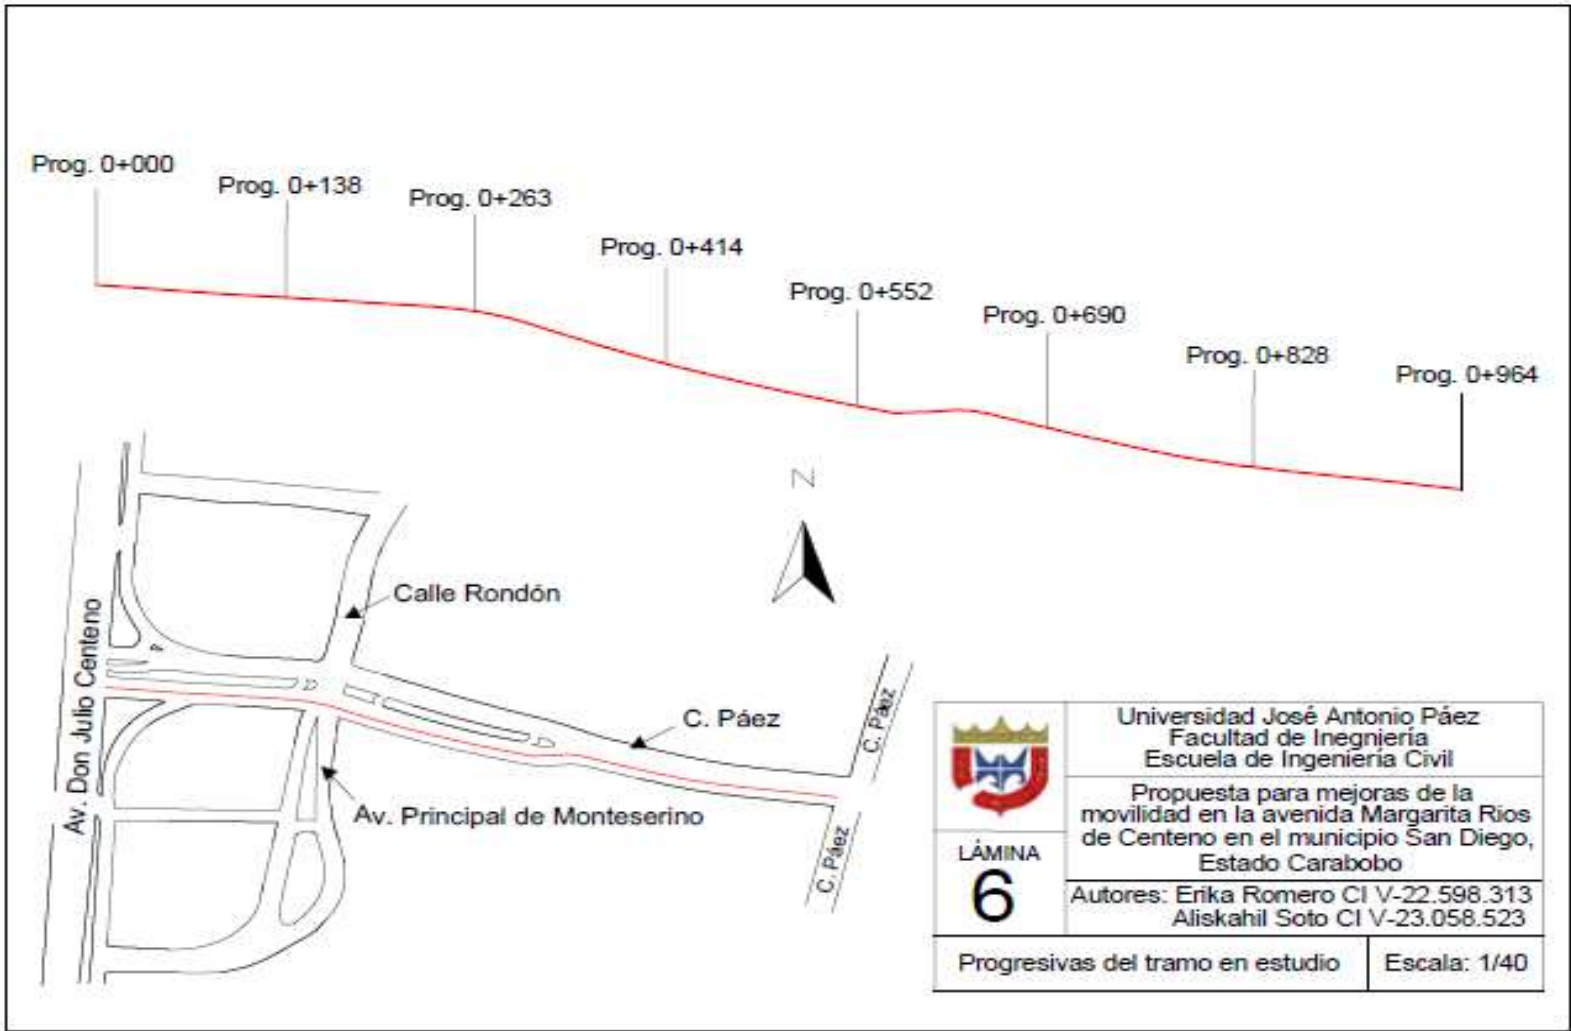 Prog. 0+000
Prog. 0+138
Prog. 0+263
Prog. 0+414
Prog. 0+552
Prog. 0+690
Prog. 0+828
Prog. 0+964
N
Calle Rondón
Av. Don Julio Centeno
C. Páez
C. Páez
Av. Principal de Monteserino
C. Páez
Universidad José Antonio Páez
Facultad de Inegniería
Escuela de Ingeniería Civil
Propuesta para mejoras de la
movilidad en la avenida Margarita Rios
de Centeno en el municipio San Diego,
Estado Carabobo
LÁMINA
6
Autores: Erika Romero CI V-22.598.313
Aliskahil Soto CI V-23.058.523
Progresivas del tramo en estudio
Escala: 1/40